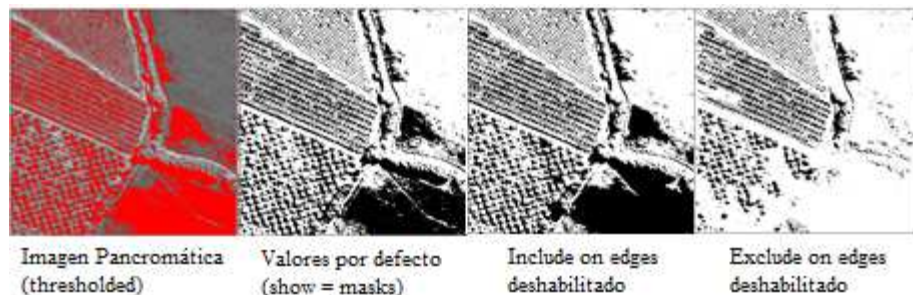 Imagen Pancromática
(thresholded)
Valores por defecto
(show = masks)
Include on edges
deshabilitado
Exclude on edges
deshabilitado